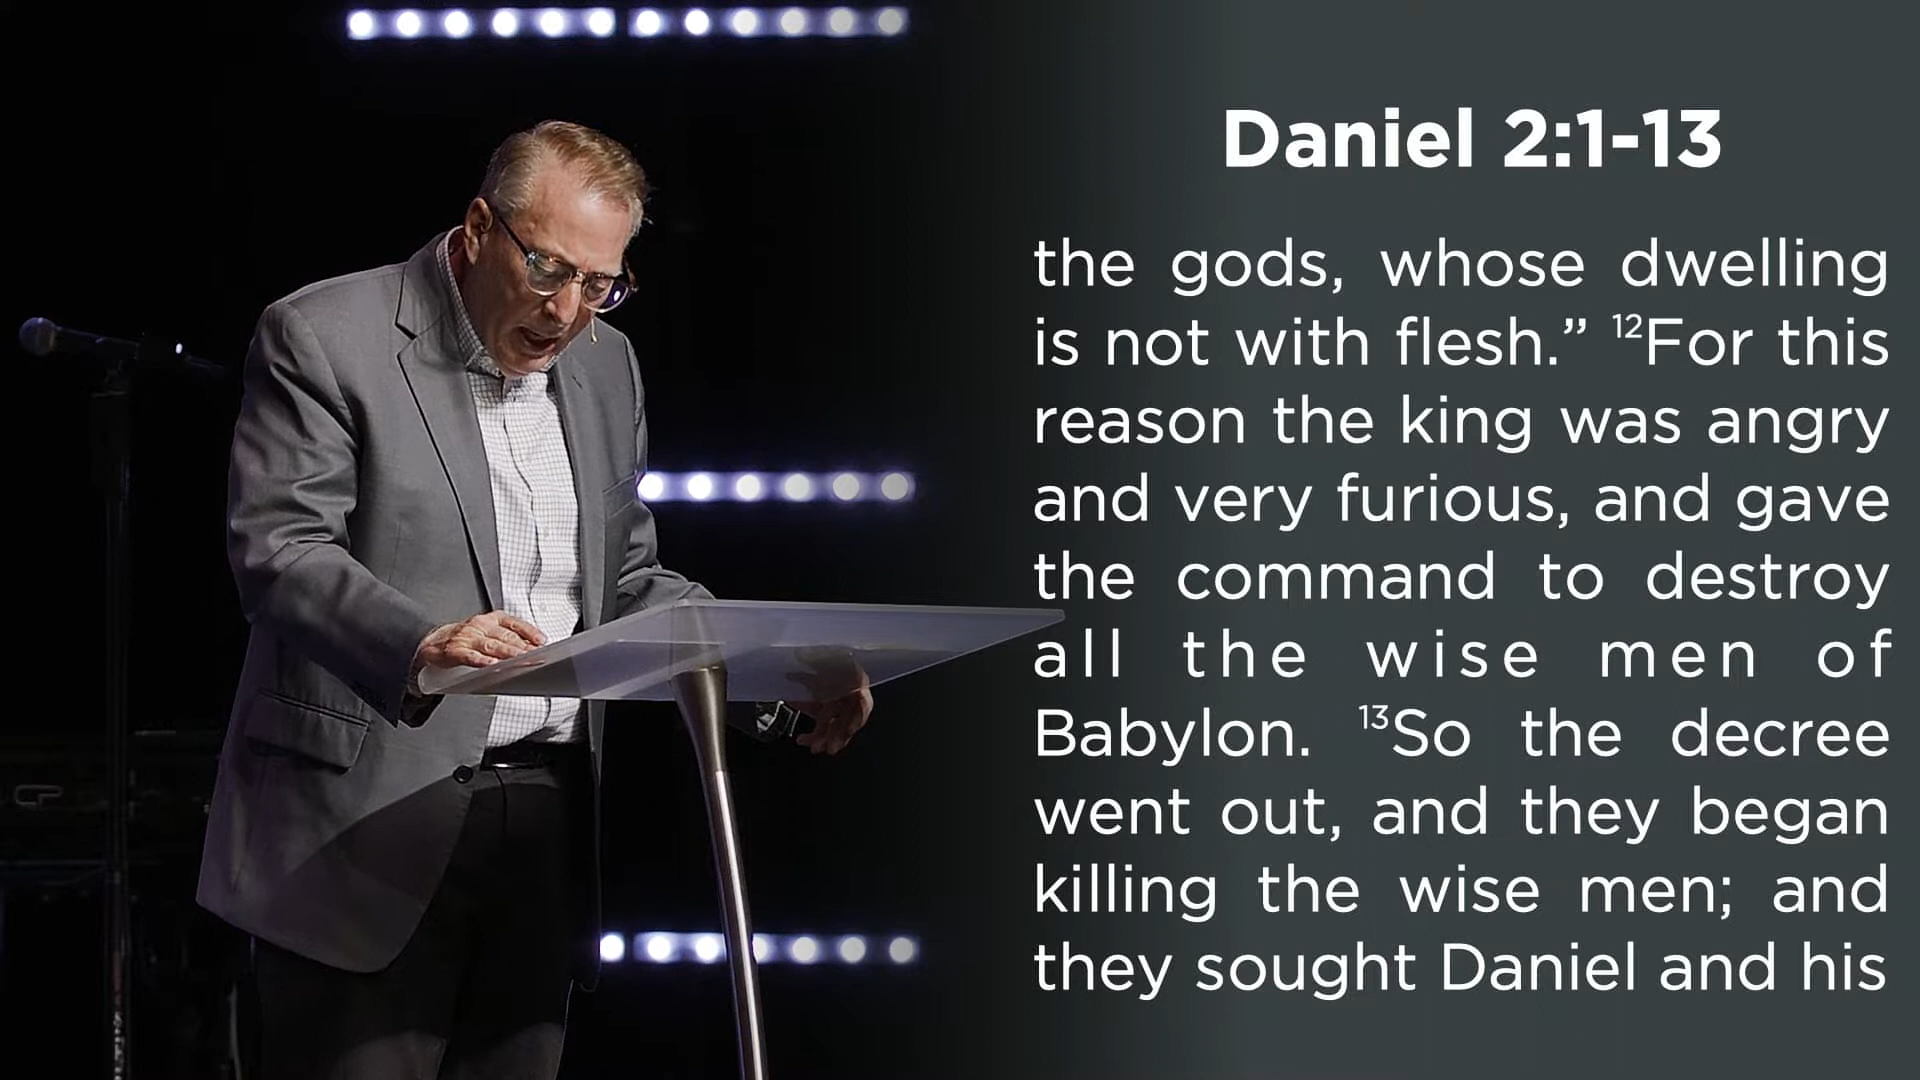 Daniel 2:1-13
the gods, whose dwelling
is not with flesh.” ¹²For this
reason the king was angry
and very furious, and gave
the command to destroy
all the wise men of
Babylon. ¹³So the decree
went out, and they began
killing the wise men; and
they sought Daniel and his
CP